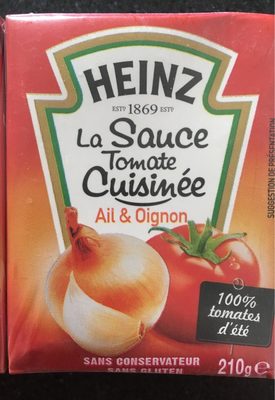 HEINZ
ESTD 1869 ESTD
La Sauce
Tomate
Cuisinée
Ail & Oignon
SUGGESTION DE PRÉSENTATION
100%
tomates
d'été
SANS CONSERVATEUR
SANS GLUTEN
210g e